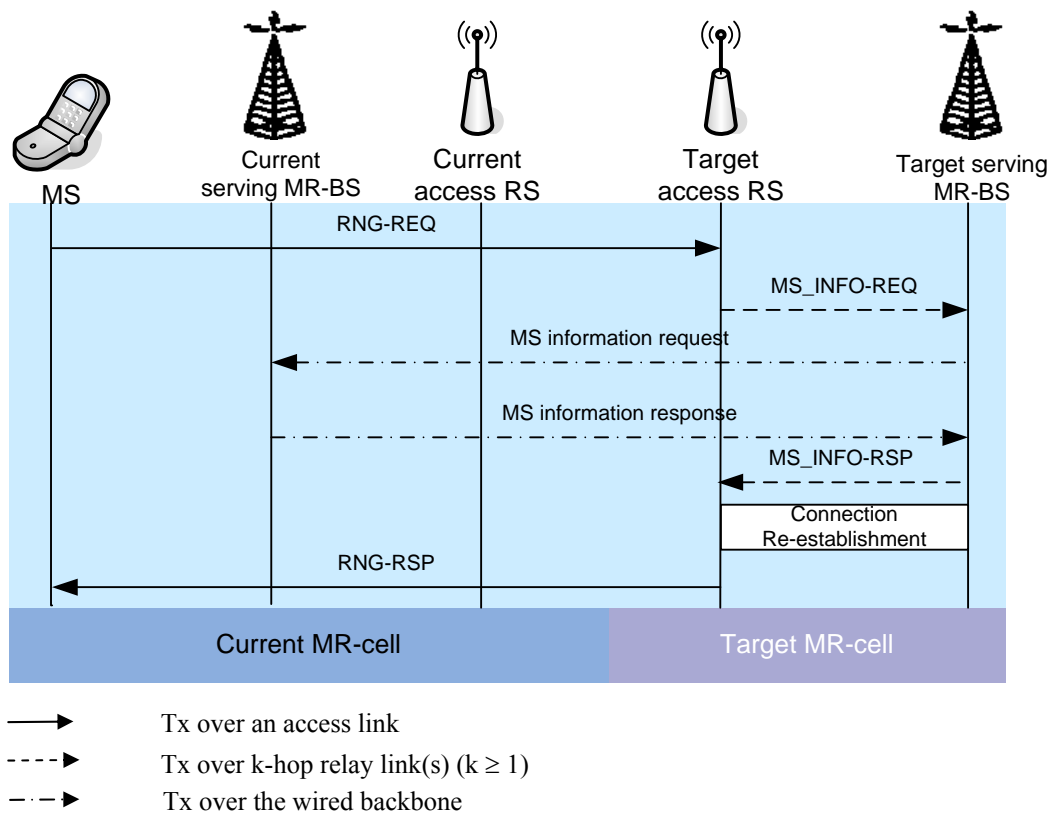 MS
Current
serving MR-BS
Current
access RS
Target
access RS
Target serving
MR-BS
RNG-REQ
MS_INFO-REQ
MS information request
MS information response
MS_INFO-RSP
Connection
Re-establishment
RNG-RSP
Current MR-cell
Target MR-cell
Tx over an access link
Tx over k-hop relay link(s) (k ≥ 1)
Tx over the wired backbone